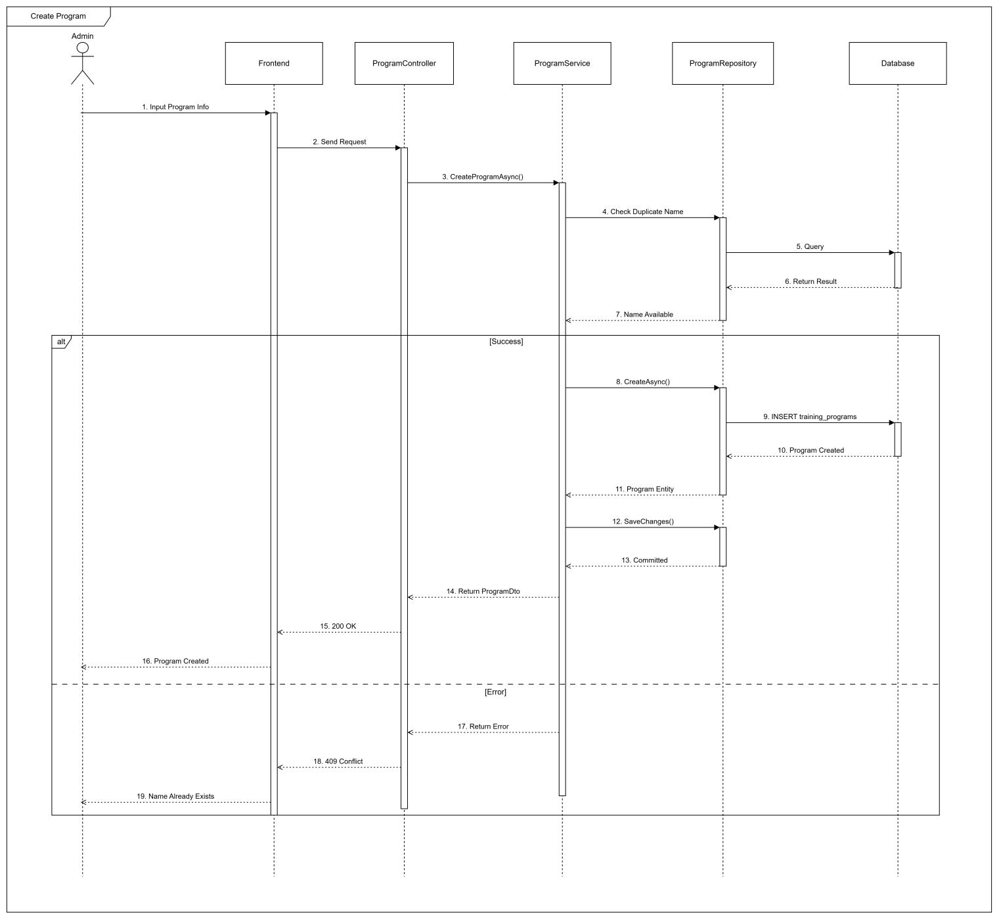 Create Program
Admin
Frontend
ProgramController
ProgramService
ProgramRepository
Database
1. Input Program Info
2. Send Request
3. CreateProgramAsync()
4. Check Duplicate Name
5. Query
6. Return Result
7. Name Available
alt
[Success]
8. CreateAsync()
9. INSERT training_programs
10. Program Created
11. Program Entity
12. SaveChanges()
13. Committed
14. Return ProgramDto
15. 200 OK
16. Program Created
[Error]
17. Return Error
18. 409 Conflict
19. Name Already Exists